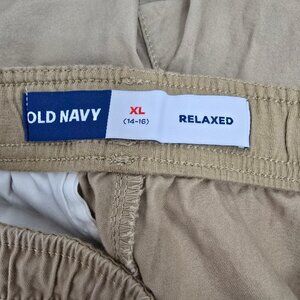 OLD NAVY
XL
(14-16)
RELAXED